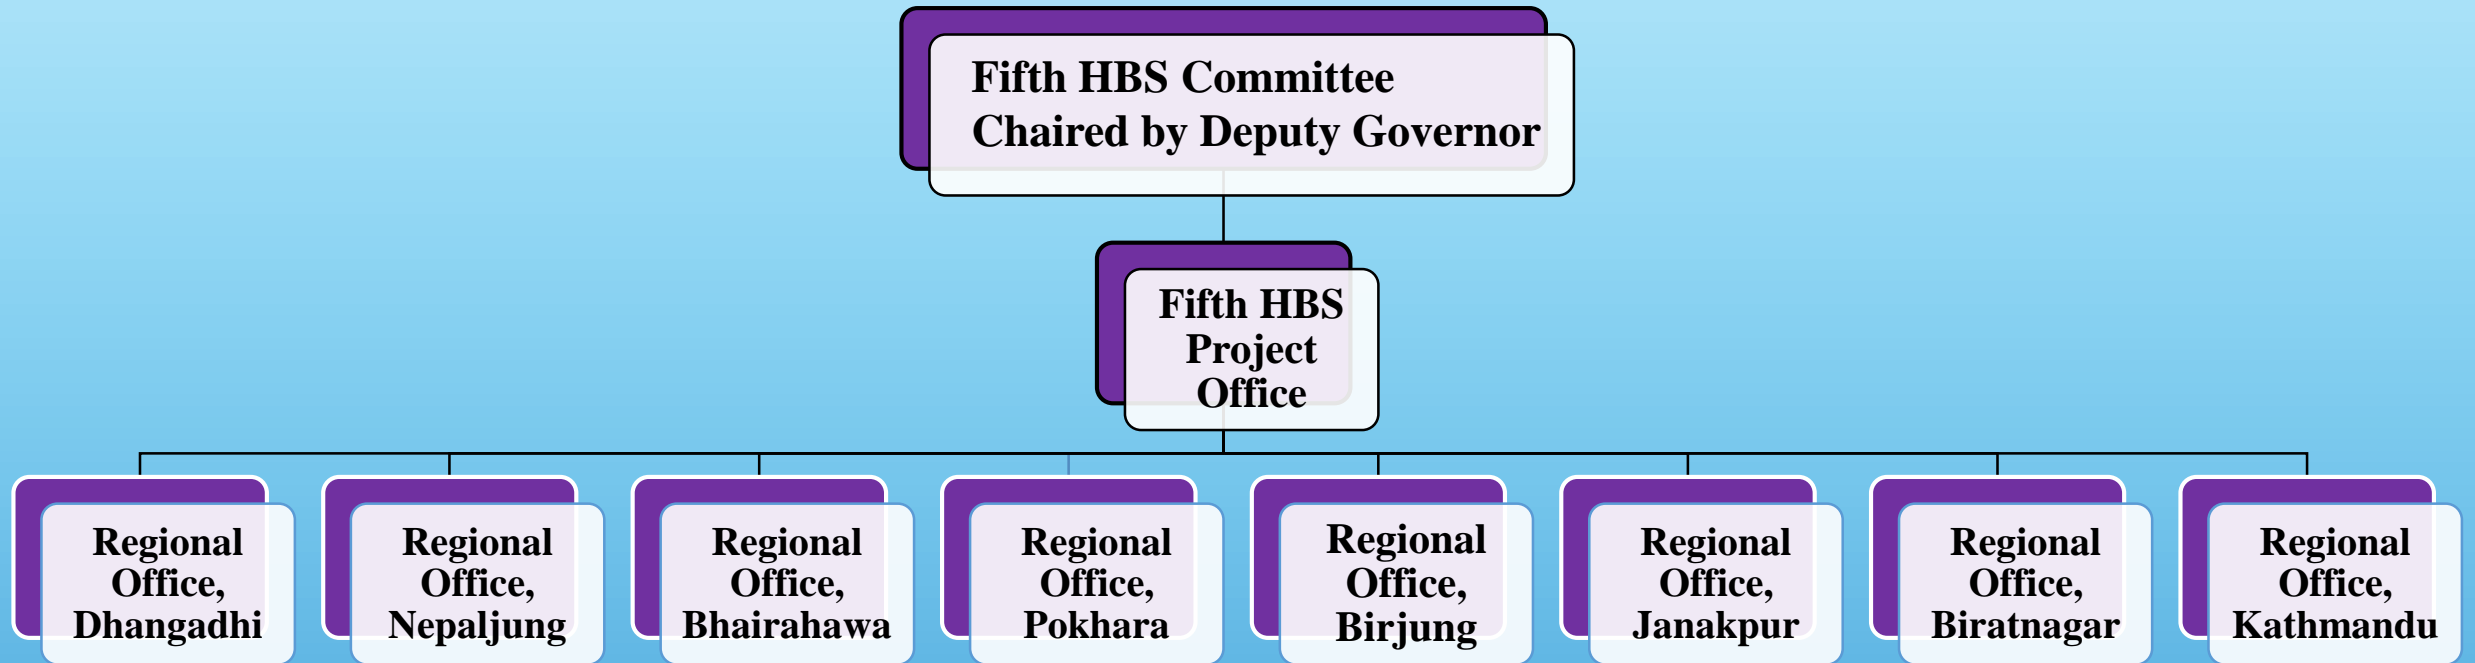 Fifth HBS Committee
Chaired by Deputy Governor
Fifth HBS
Project
Office
Regional
Office,
Dhangadhi
Regional
Office,
Nepaljung
Regional
Office,
Bhairahawa
Regional
Office,
Pokhara
Regional
Office,
Birjung
Regional
Office,
Janakpur
Regional
Office,
Biratnagar
Regional
Office,
Kathmandu